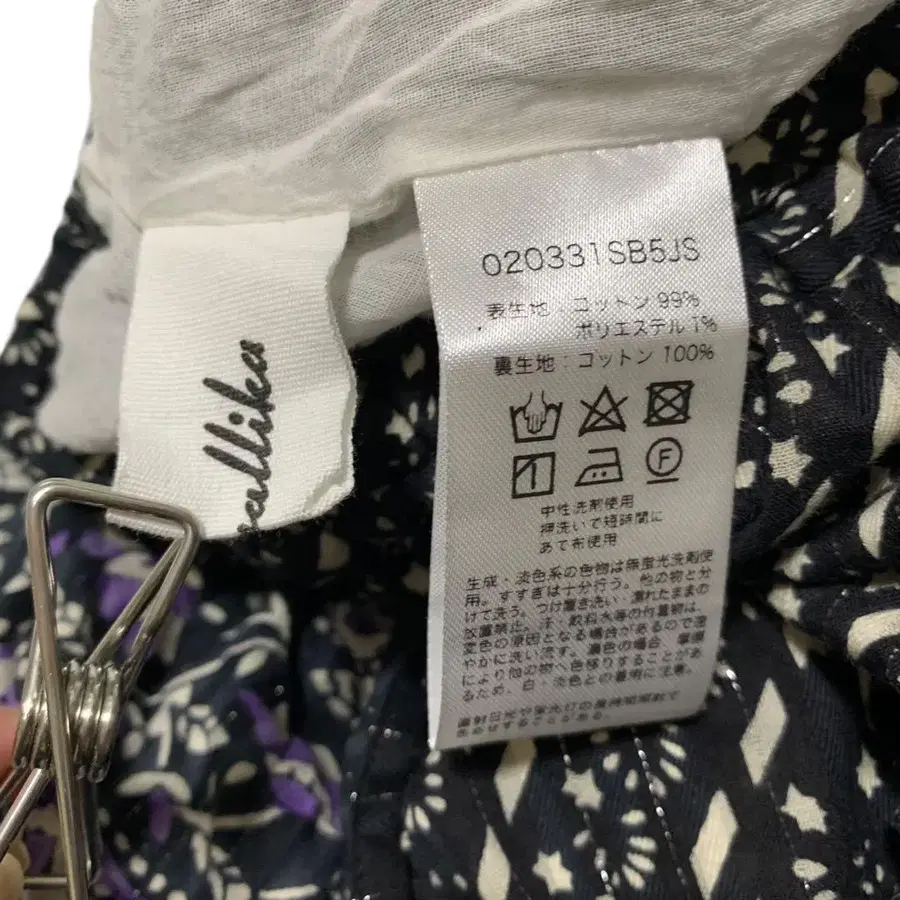 allika
020331SB5JS
表生地: コットン 99%
ポリエステル 1%
裏生地: コットン 100%
F
中性洗剤使用
押洗いで短時間に
あて布使用
生成・淡色系の色物は無蛍光洗剤使
用。すすぎは十分行う。他の物と分
けて洗う。つけ置き洗い・濡れたままの
放置禁止。汗・飲料水等の付着物は、
変色の原因となる場合があるので速
やかに洗い流す。濃色の場合、摩擦
により他の物へ色移りすることがあ
るため、白・淡色との着用に注意。